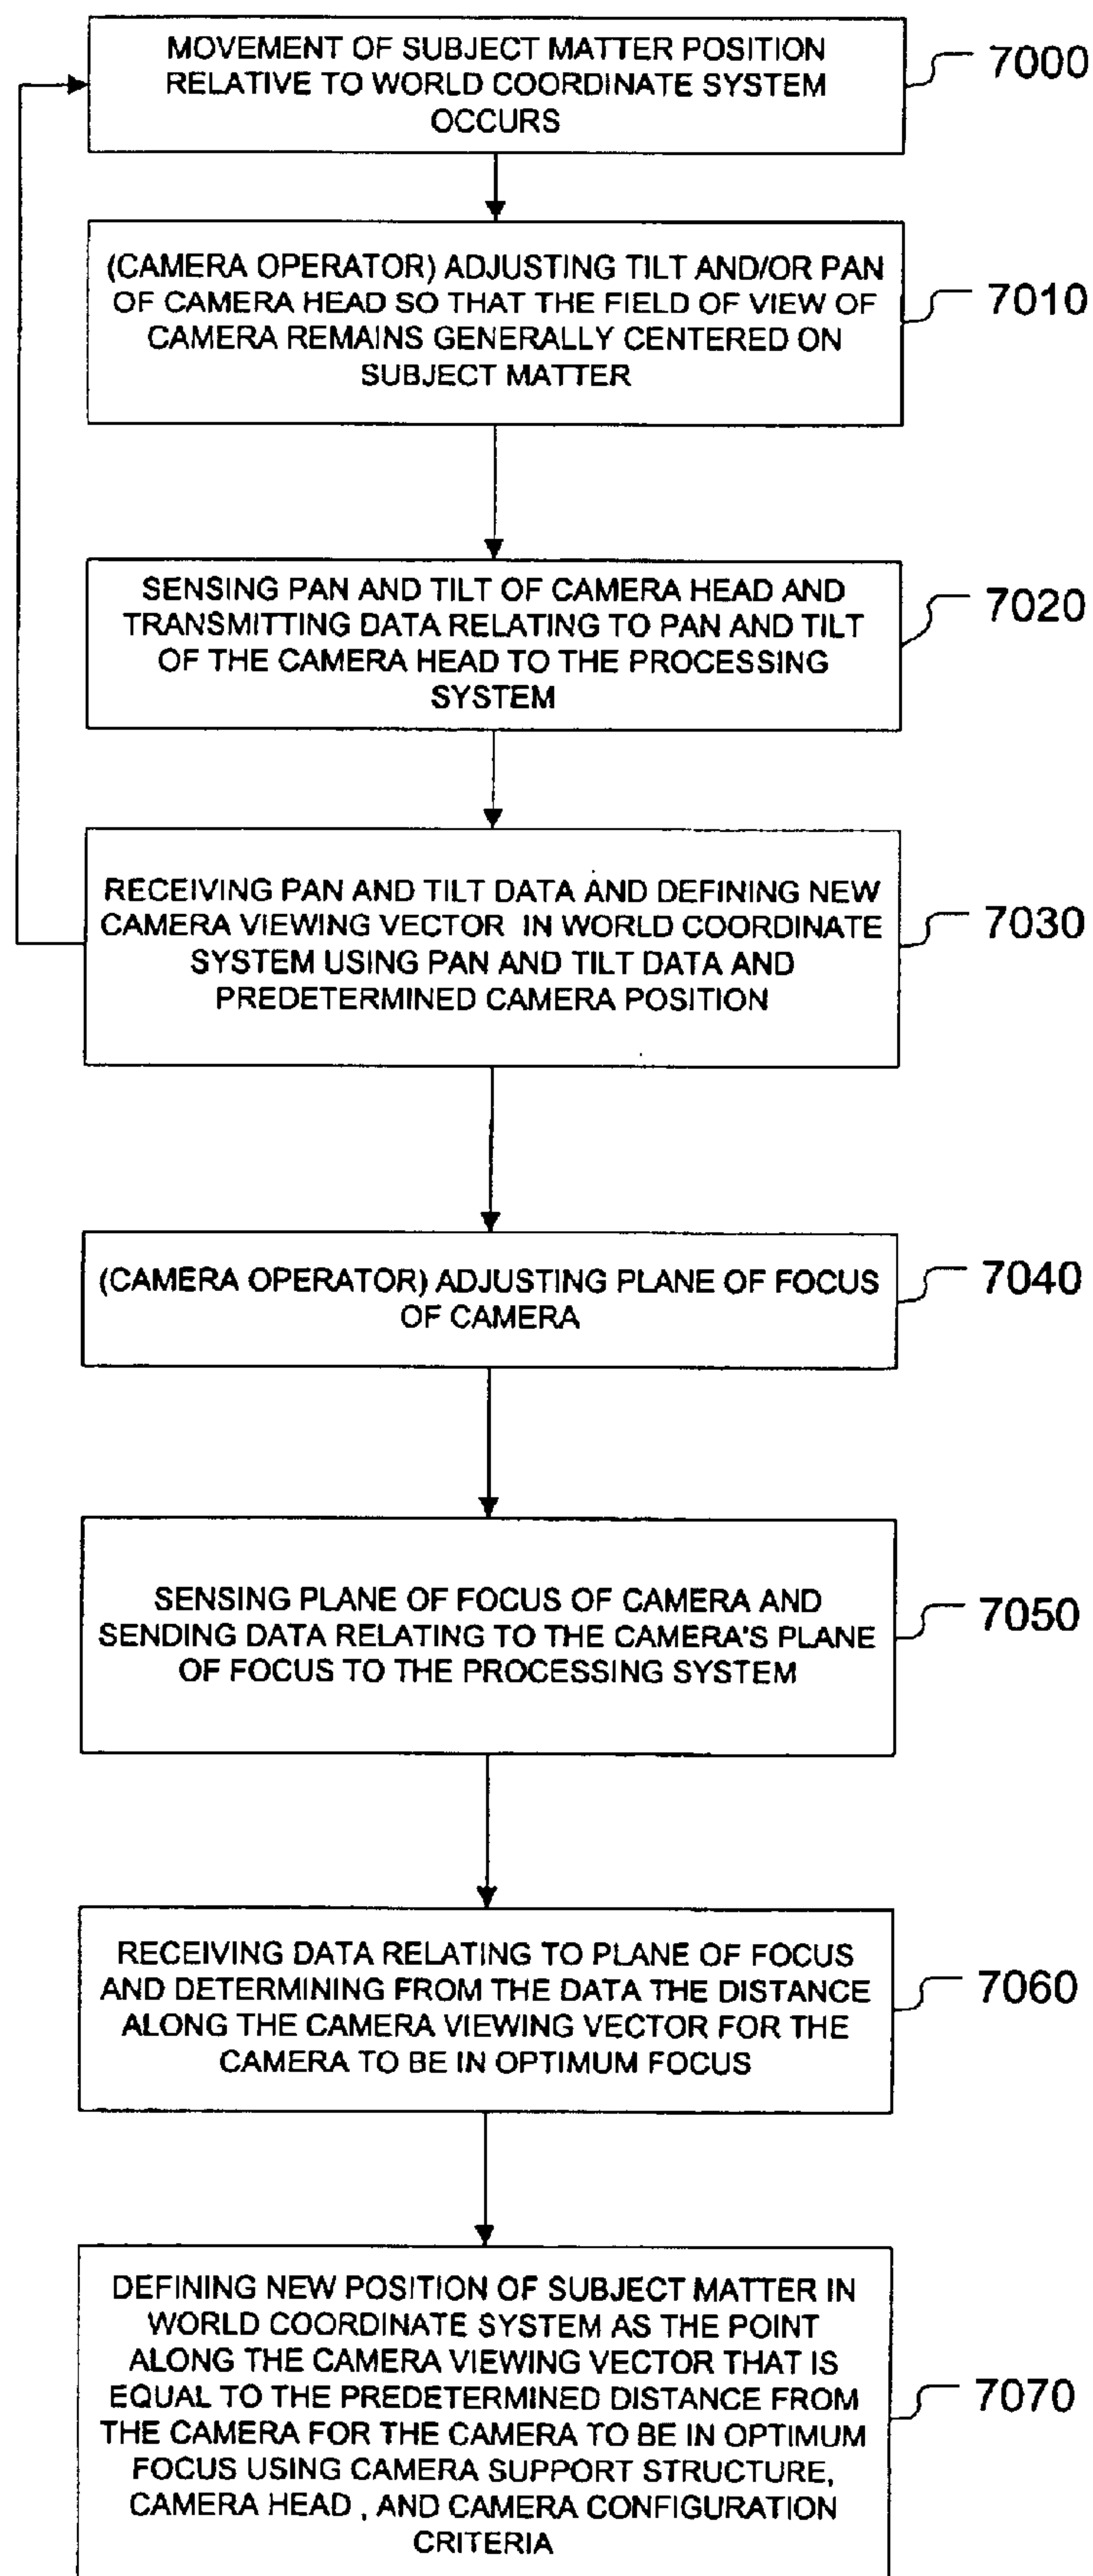 MOVEMENT OF SUBJECT MATTER POSITION
RELATIVE TO WORLD COORDINATE SYSTEM
OCCURS
7000
(CAMERA OPERATOR) ADJUSTING TILT AND/OR PAN
OF CAMERA HEAD SO THAT THE FIELD OF VIEW OF
CAMERA REMAINS GENERALLY CENTERED ON
SUBJECT MATTER
7010
SENSING PAN AND TILT OF CAMERA HEAD AND
TRANSMITTING DATA RELATING TO PAN AND TILT
OF THE CAMERA HEAD TO THE PROCESSING
SYSTEM
7020
RECEIVING PAN AND TILT DATA AND DEFINING NEW
CAMERA VIEWING VECTOR IN WORLD COORDINATE
SYSTEM USING PAN AND TILT DATA AND
PREDETERMINED CAMERA POSITION
7030
(CAMERA OPERATOR) ADJUSTING PLANE OF FOCUS
OF CAMERA
7040
SENSING PLANE OF FOCUS OF CAMERA AND
SENDING DATA RELATING TO THE CAMERA'S PLANE
OF FOCUS TO THE PROCESSING SYSTEM
7050
RECEIVING DATA RELATING TO PLANE OF FOCUS
AND DETERMINING FROM THE DATA THE DISTANCE
ALONG THE CAMERA VIEWING VECTOR FOR THE
CAMERA TO BE IN OPTIMUM FOCUS
7060
DEFINING NEW POSITION OF SUBJECT MATTER IN
WORLD COORDINATE SYSTEM AS THE POINT
ALONG THE CAMERA VIEWING VECTOR THAT IS
EQUAL TO THE PREDETERMINED DISTANCE FROM
THE CAMERA FOR THE CAMERA TO BE IN OPTIMUM
FOCUS USING CAMERA SUPPORT STRUCTURE,
CAMERA HEAD , AND CAMERA CONFIGURATION
CRITERIA
7070